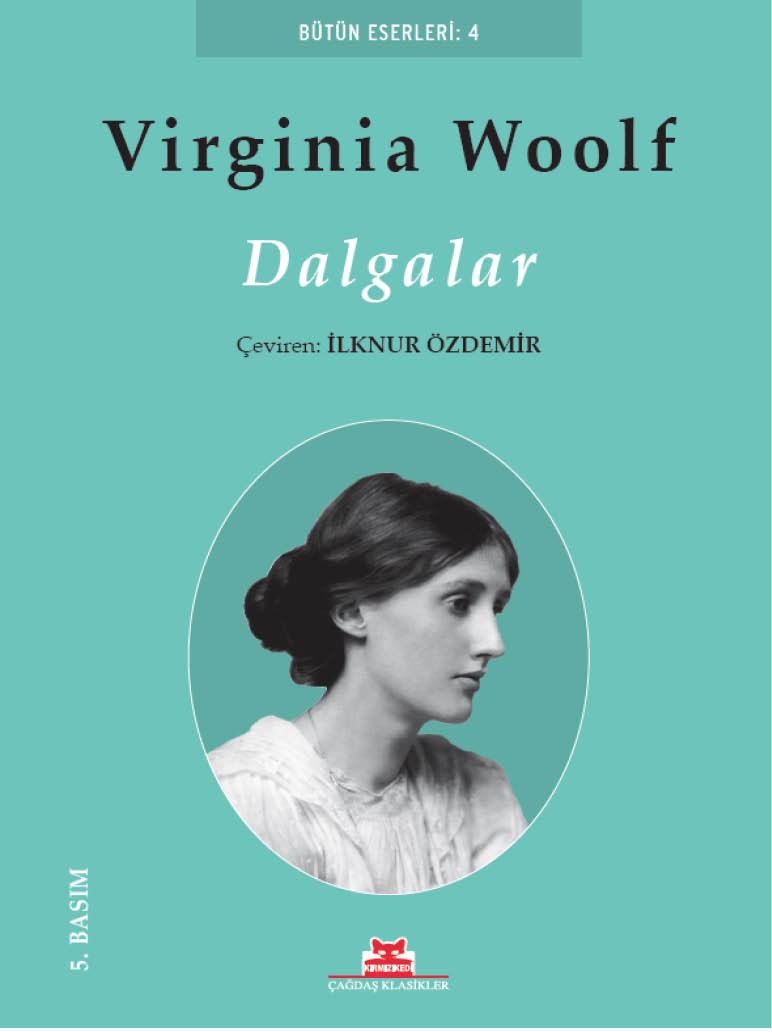 BÜTÜN ESERLERİ: 4
Virginia Woolf
Dalgalar
Çeviren: İLKNUR ÖZDEMİR
5. BASIM
KIRMIZIKEDİ
ÇAĞDAŞ KLASİKLER